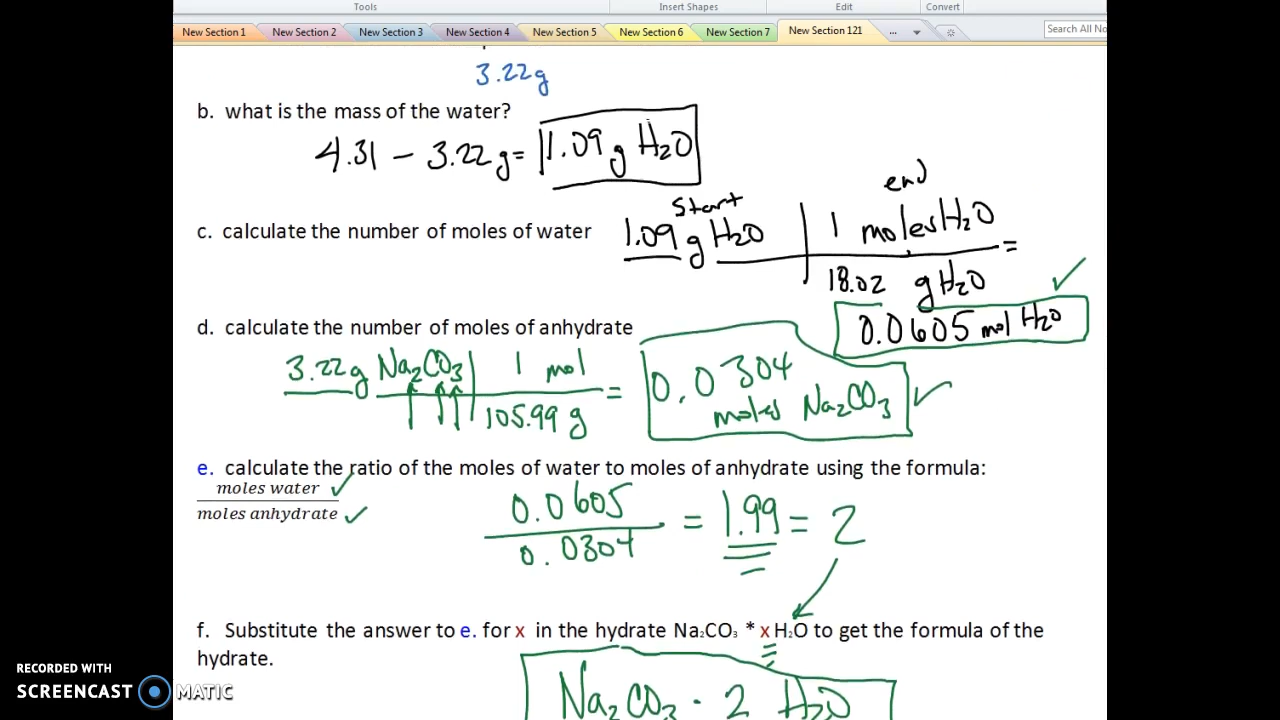 Tools Insert Shapes Edit Convert
New Section 1 New Section 2 New Section 3 New Section 4 New Section 5 New Section 6 New Section 7 New Section 121 ... Search All No
3.22g
b. what is the mass of the water?
4.31 - 3.22g= 1.09 g H₂O
c. calculate the number of moles of water
start end
1.09 g H₂O 1 moles H₂O =
18.02 g H₂O
0.0605 mol H₂O
d. calculate the number of moles of anhydrate
3.22g Na₂CO₃ 1 mol = 0.0304
105.99 g moles Na₂CO₃
e. calculate the ratio of the moles of water to moles of anhydrate using the formula:
moles water
moles anhydrate
0.0605 = 1.99 = 2
0.0304
f. Substitute the answer to e. for x in the hydrate Na₂CO₃ * x H₂O to get the formula of the
hydrate.
Na₂CO₃ · 2 H₂O
RECORDED WITH
SCREENCAST MATIC